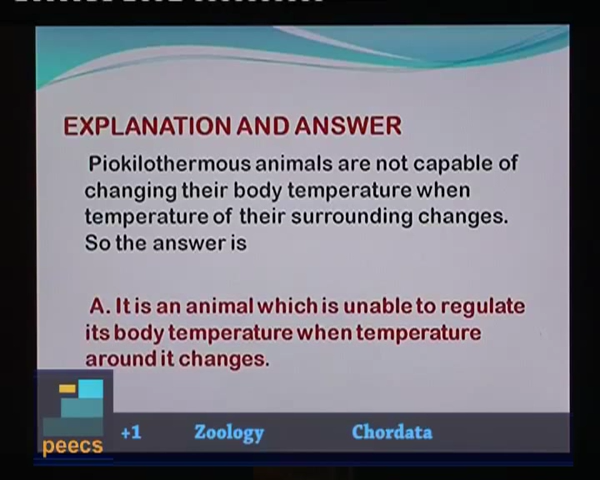 EXPLANATION AND ANSWER
Piokilothermous animals are not capable of
changing their body temperature when
temperature of their surrounding changes.
So the answer is
A. It is an animal which is unable to regulate
its body temperature when temperature
around it changes.
peecs
+1 Zoology Chordata